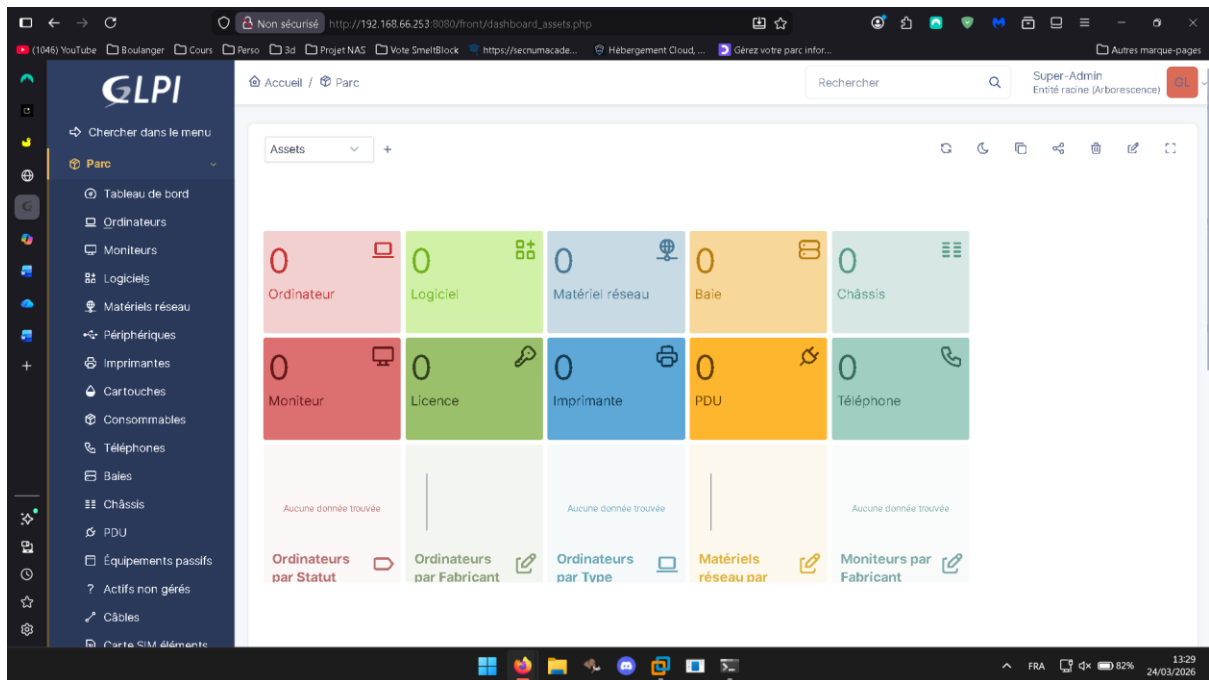 Non sécurisé http://192.168.66.253:8080/front/dashboard_assets.php
(1046) YouTube Boulanger Cours Perso 3d Projet NAS Vote SmeltBlock https://secnumacade... Hébergement Cloud, ... Gérez votre parc infor... Autres marque-pages
GLPI
Accueil / Parc
Rechercher
Super-Admin
Entité racine (Arborescence)
GL
Chercher dans le menu
Parc
Tableau de bord
Ordinateurs
Moniteurs
Logiciels
Matériels réseau
Périphériques
Imprimantes
Cartouches
Consommables
Téléphones
Baies
Châssis
PDU
Équipements passifs
Actifs non gérés
Câbles
Carte SIM éléments
Assets
0 0 0 0 0
Ordinateur Logiciel Matériel réseau Baie Châssis
0 0 0 0 0
Moniteur Licence Imprimante PDU Téléphone
Aucune donnée trouvée Aucune donnée trouvée Aucune donnée trouvée
Ordinateurs Ordinateurs Ordinateurs Matériels Moniteurs par
par Statut par Fabricant par Type réseau par Fabricant
FRA 82% 13:29
24/03/2026